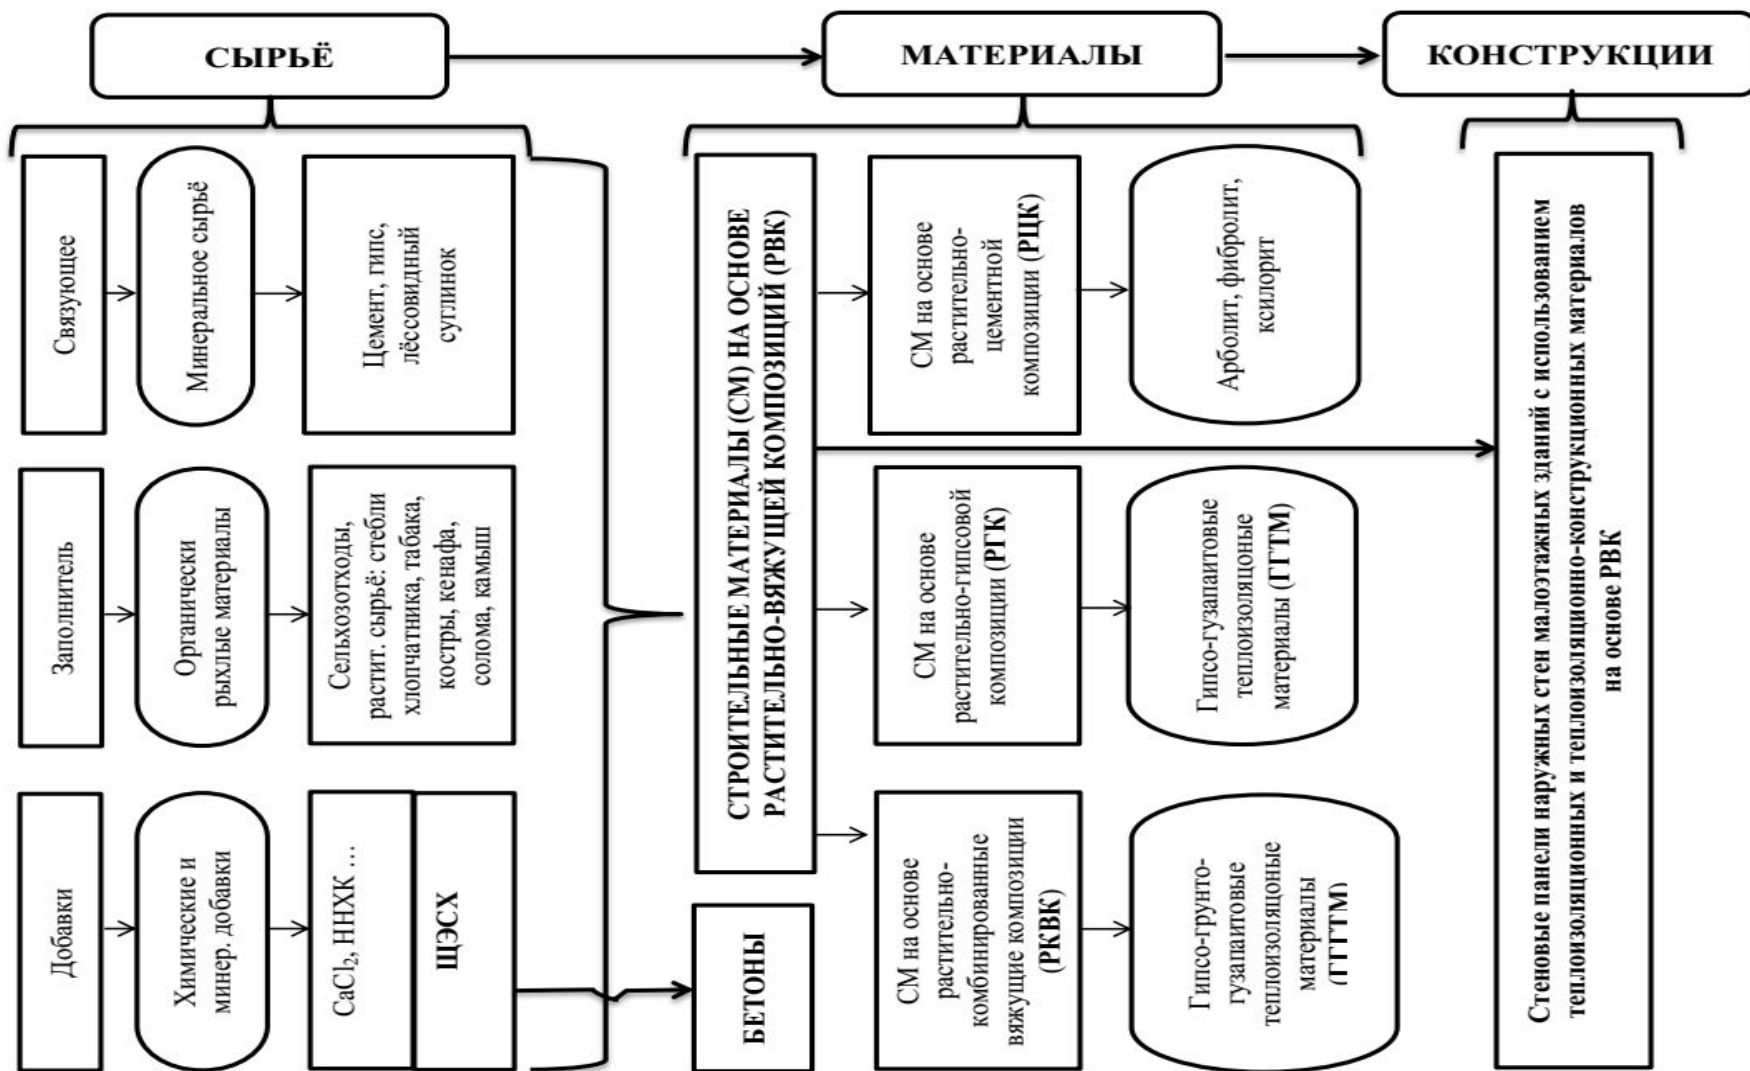 СЫРЬЁ
МАТЕРИАЛЫ
КОНСТРУКЦИИ
Связующее
Минеральное сырьё
Цемент, гипс,
лёссовидный
суглинок
Заполнитель
Органически
рыхлые материалы
Сельхозотходы,
растит. сырьё: стебли
хлопчатника, табака,
костры, кенафа,
солома, камыш
Добавки
Химические и
минер. добавки
CaCl₂, ННХК ...
ЩЭСХ
СТРОИТЕЛЬНЫЕ МАТЕРИАЛЫ (СМ) НА ОСНОВЕ
РАСТИТЕЛЬНО-ВЯЖУЩЕЙ КОМПОЗИЦИЙ (РВК)
БЕТОНЫ
СМ на основе
растительно-
цементной
композиции (РЦК)
Арболит, фибролит,
ксилорит
СМ на основе
растительно-гипсовой
композиции (РГК)
Гипсо-гузапаитовые
теплоизоляцоные
материалы (ГГТМ)
СМ на основе
растительно-
комбинированные
вяжущие композици
(РКВК)
Гипсо-грунто-
гузапаитовые
теплоизоляцоные
материалы
(ГГГТМ)
Стеновые панели наружных стен малоэтажных зданий с использованием
теплоизоляционных и теплоизоляционно-конструкционных материалов
на основе РВК